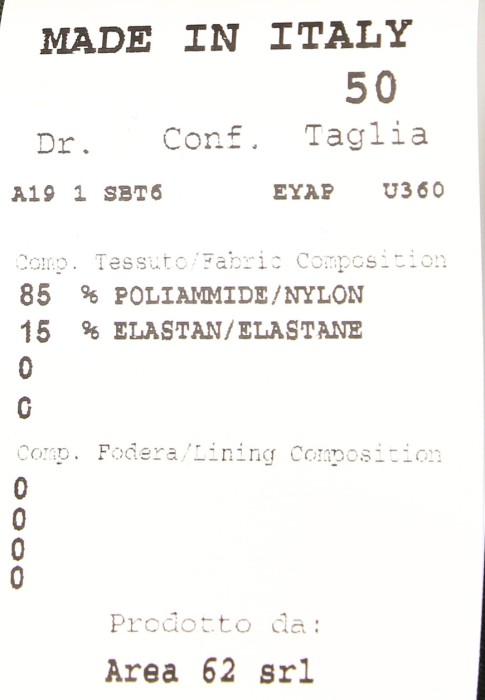 MADE IN ITALY
50
Dr. Conf. Taglia
A19 1 SBT6 EYAP U360
Comp. Tessuto/Fabric Composition
85 % POLIAMMIDE/NYLON
15 % ELASTAN/ELASTANE
0
0
Comp. Fodera/Lining Composition
0
0
0
0
Prodotto da:
Area 62 srl